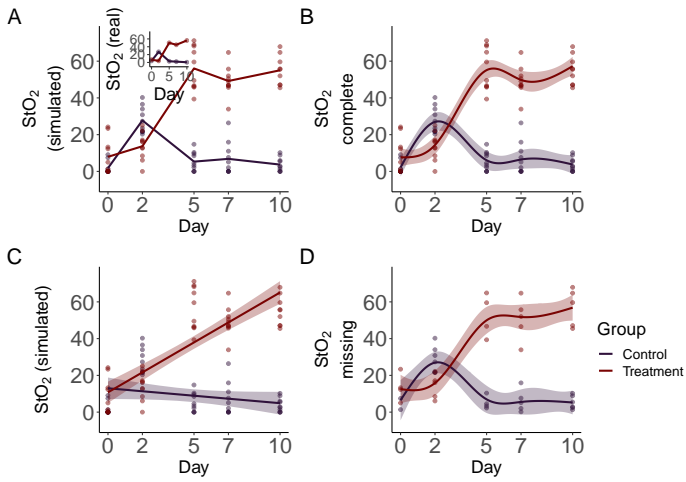 A
StO2 (real)
60
40
20
0
0
5
10
Day
StO2
(simulated)
60
40
20
0
0
2
5
7
10
Day
B
StO2
complete
60
40
20
0
0
2
5
7
10
Day
C
StO2 (simulated)
60
40
20
0
0
2
5
7
10
Day
D
StO2
missing
60
40
20
0
0
2
5
7
10
Day
Group
Control
Treatment